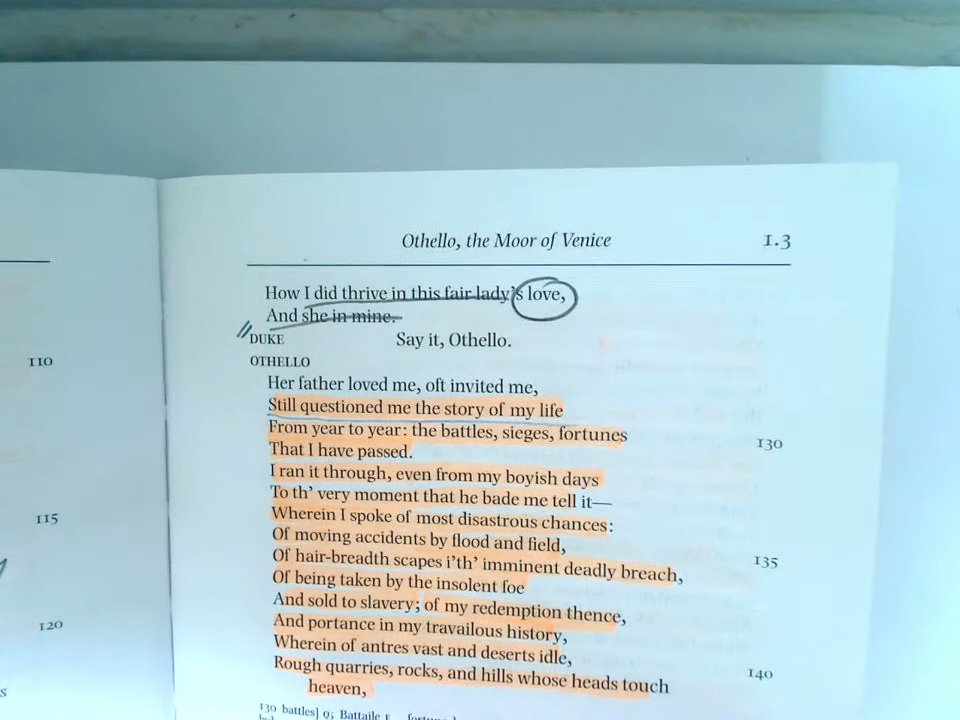 Othello, the Moor of Venice 1.3
How I did thrive in this fair lady's love,
And she in mine.
DUKE Say it, Othello.
OTHELLO
110
Her father loved me, oft invited me,
Still questioned me the story of my life
From year to year: the battles, sieges, fortunes 130
That I have passed.
I ran it through, even from my boyish days
To th' very moment that he bade me tell it—
115
Wherein I spoke of most disastrous chances:
Of moving accidents by flood and field,
Of hair-breadth scapes i'th' imminent deadly breach, 135
Of being taken by the insolent foe
And sold to slavery; of my redemption thence,
120
And portance in my travailous history,
Wherein of antres vast and deserts idle,
Rough quarries, rocks, and hills whose heads touch 140
heaven,
s
130 battles] Q; Battaile F